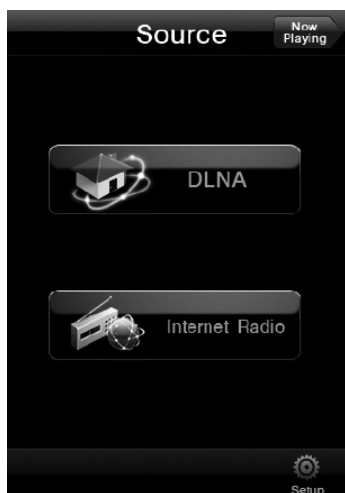 Source
Now
Playing
DLNA
Internet Radio
Setup